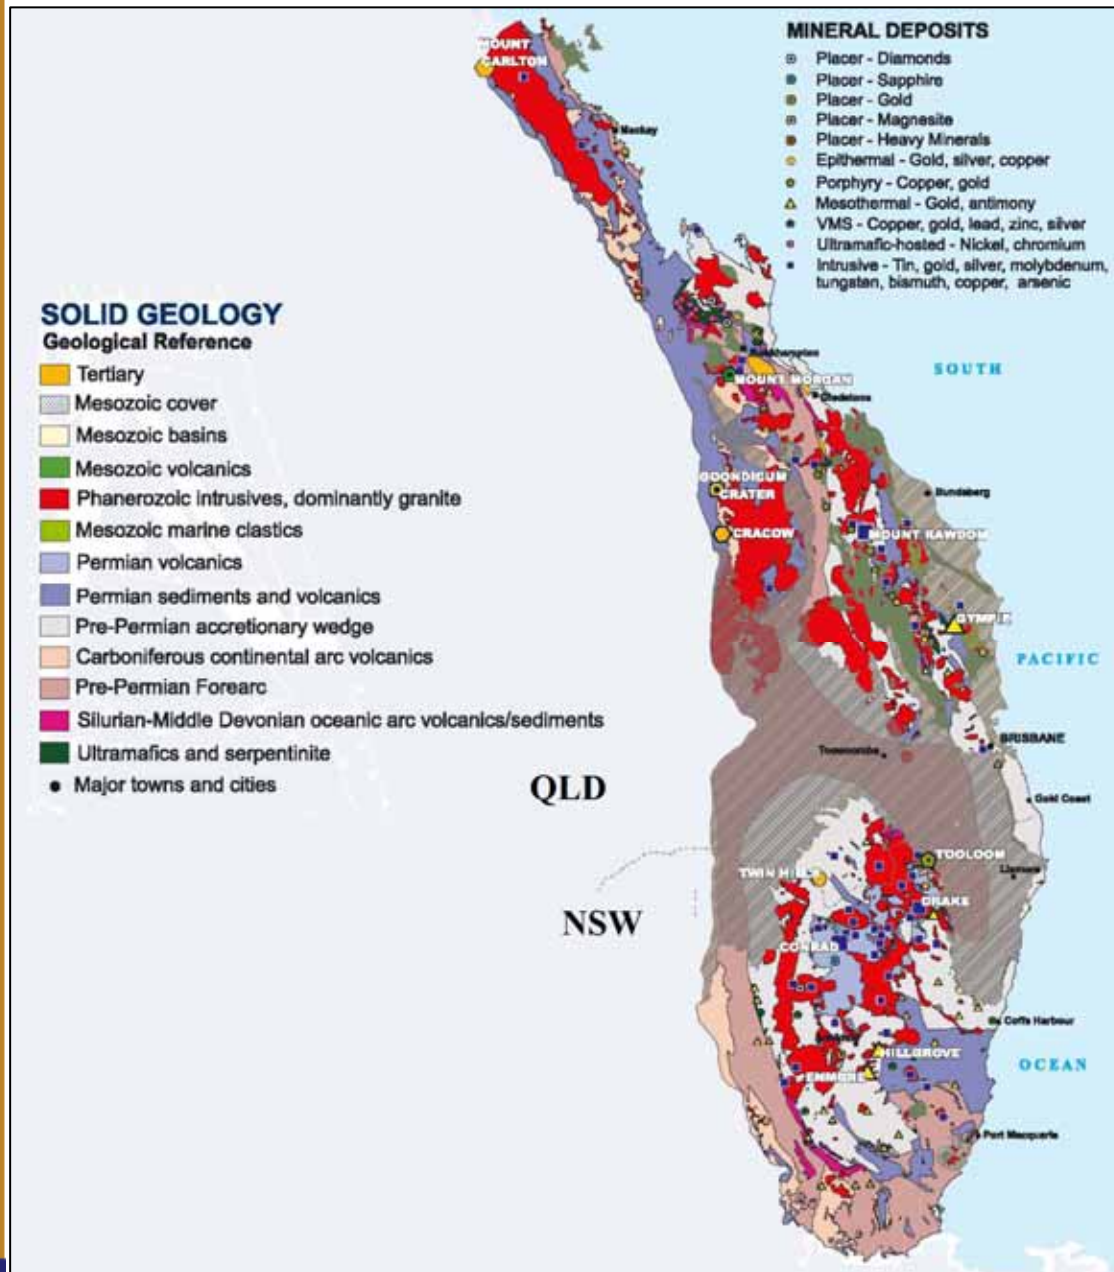 MINERAL DEPOSITS
Placer - Diamonds
Placer - Sapphire
Placer - Gold
Placer - Magnesite
Placer - Heavy Minerals
Epithermal - Gold, silver, copper
Porphyry - Copper, gold
Mesothermal - Gold, antimony
VMS - Copper, gold, lead, zinc, silver
Ultramafic-hosted - Nickel, chromium
Intrusive - Tin, gold, silver, molybdenum,
tungsten, bismuth, copper, arsenic
SOLID GEOLOGY
Geological Reference
Tertiary
Mesozoic cover
Mesozoic basins
Mesozoic volcanics
Phanerozoic intrusives, dominantly granite
Mesozoic marine clastics
Permian volcanics
Permian sediments and volcanics
Pre-Permian accretionary wedge
Carboniferous continental arc volcanics
Pre-Permian Forearc
Silurian-Middle Devonian oceanic arc volcanics/sediments
Ultramafics and serpentinite
Major towns and cities
MOUNT
CARLTON
Mackay
Rockhampton
MOUNT MORGAN
Gladstone
SOUTH
GOONDICUM
CRATER
Bundaberg
CRACOW
MOUNT RAWDON
GYMPIE
PACIFIC
BRISBANE
Toowoomba
QLD
Gold Coast
TOOLOOM
TWIN HILLS
Lismore
DRAKE
NSW
CONRAD
Coffs Harbour
HILLGROVE
OCEAN
ENMORE
Port Macquarie